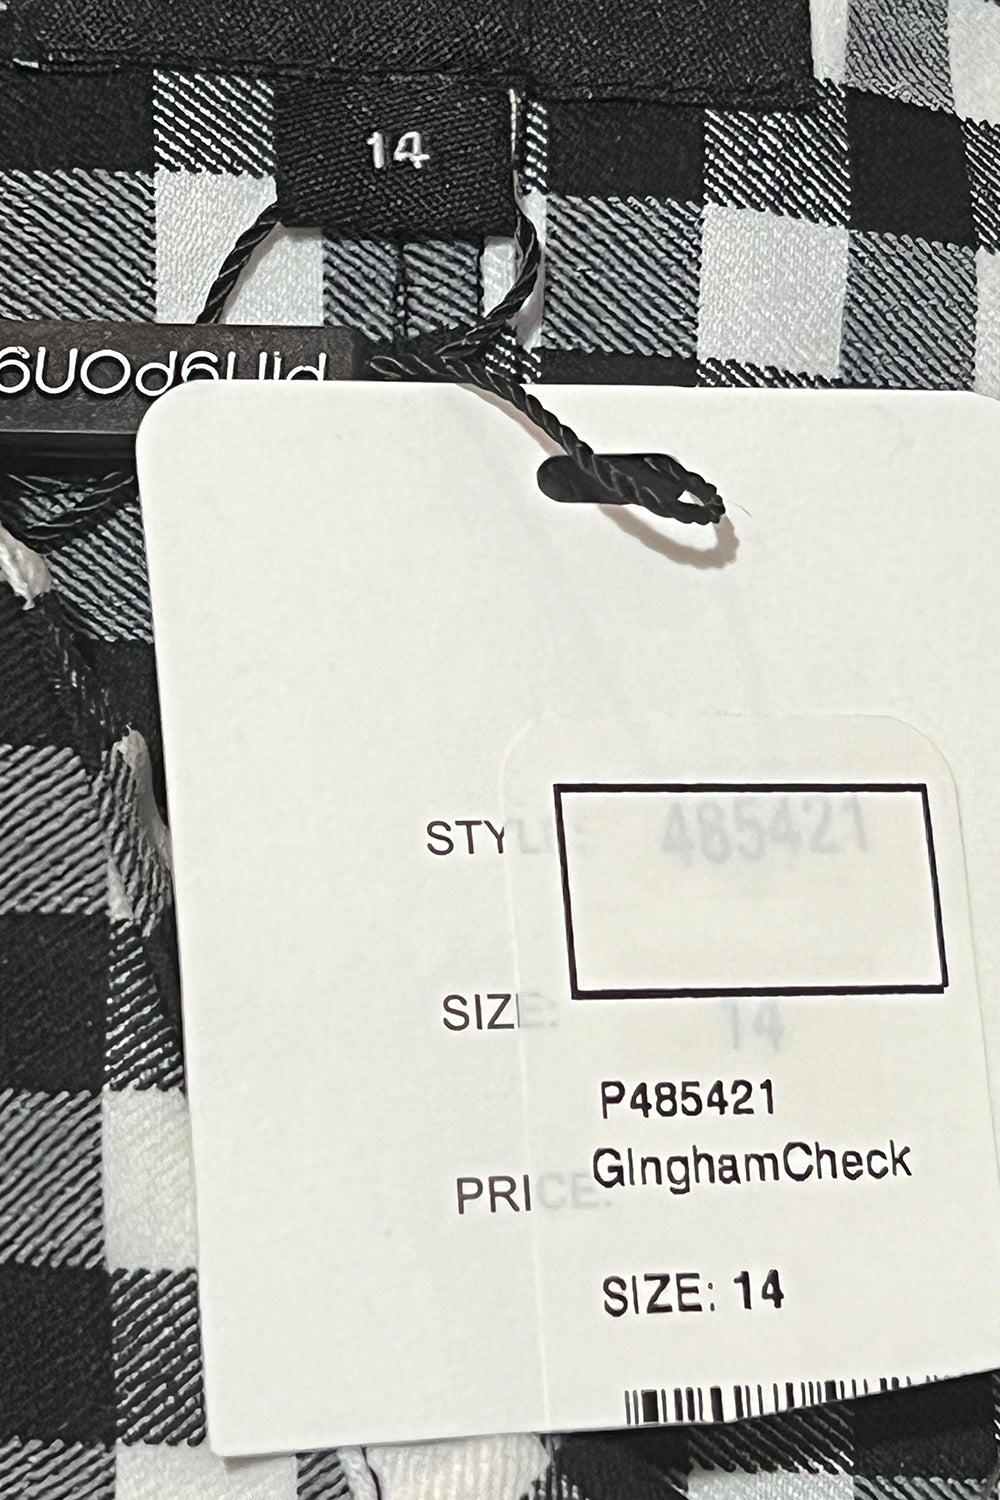 14
pingpong
STYLE: 485421
SIZE: 14
P485421
GInghamCheck
PRICE:
SIZE: 14